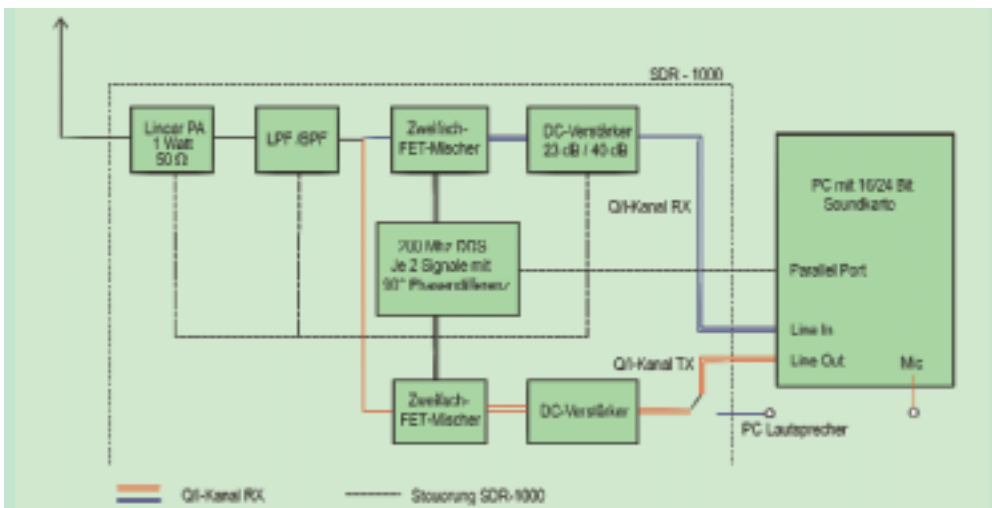 SDR - 1000
Linear PA
1 Watt
50 Ω
LPF /BPF
Zweifach-
FET-Mischer
DC-Verstärker
23 dB / 40 dB
PC mit 16/24 Bit
Soundkarte
Q/I-Kanal RX
200 Mhz DDS
Je 2 Signale mit
90° Phasendifferenz
Parallel Port
Line In
Q/I-Kanal TX
Line Out
Mic
Zweifach-
FET-Mischer
DC-Verstärker
PC Lautsprecher
Q/I-Kanal RX
Steuerung SDR-1000